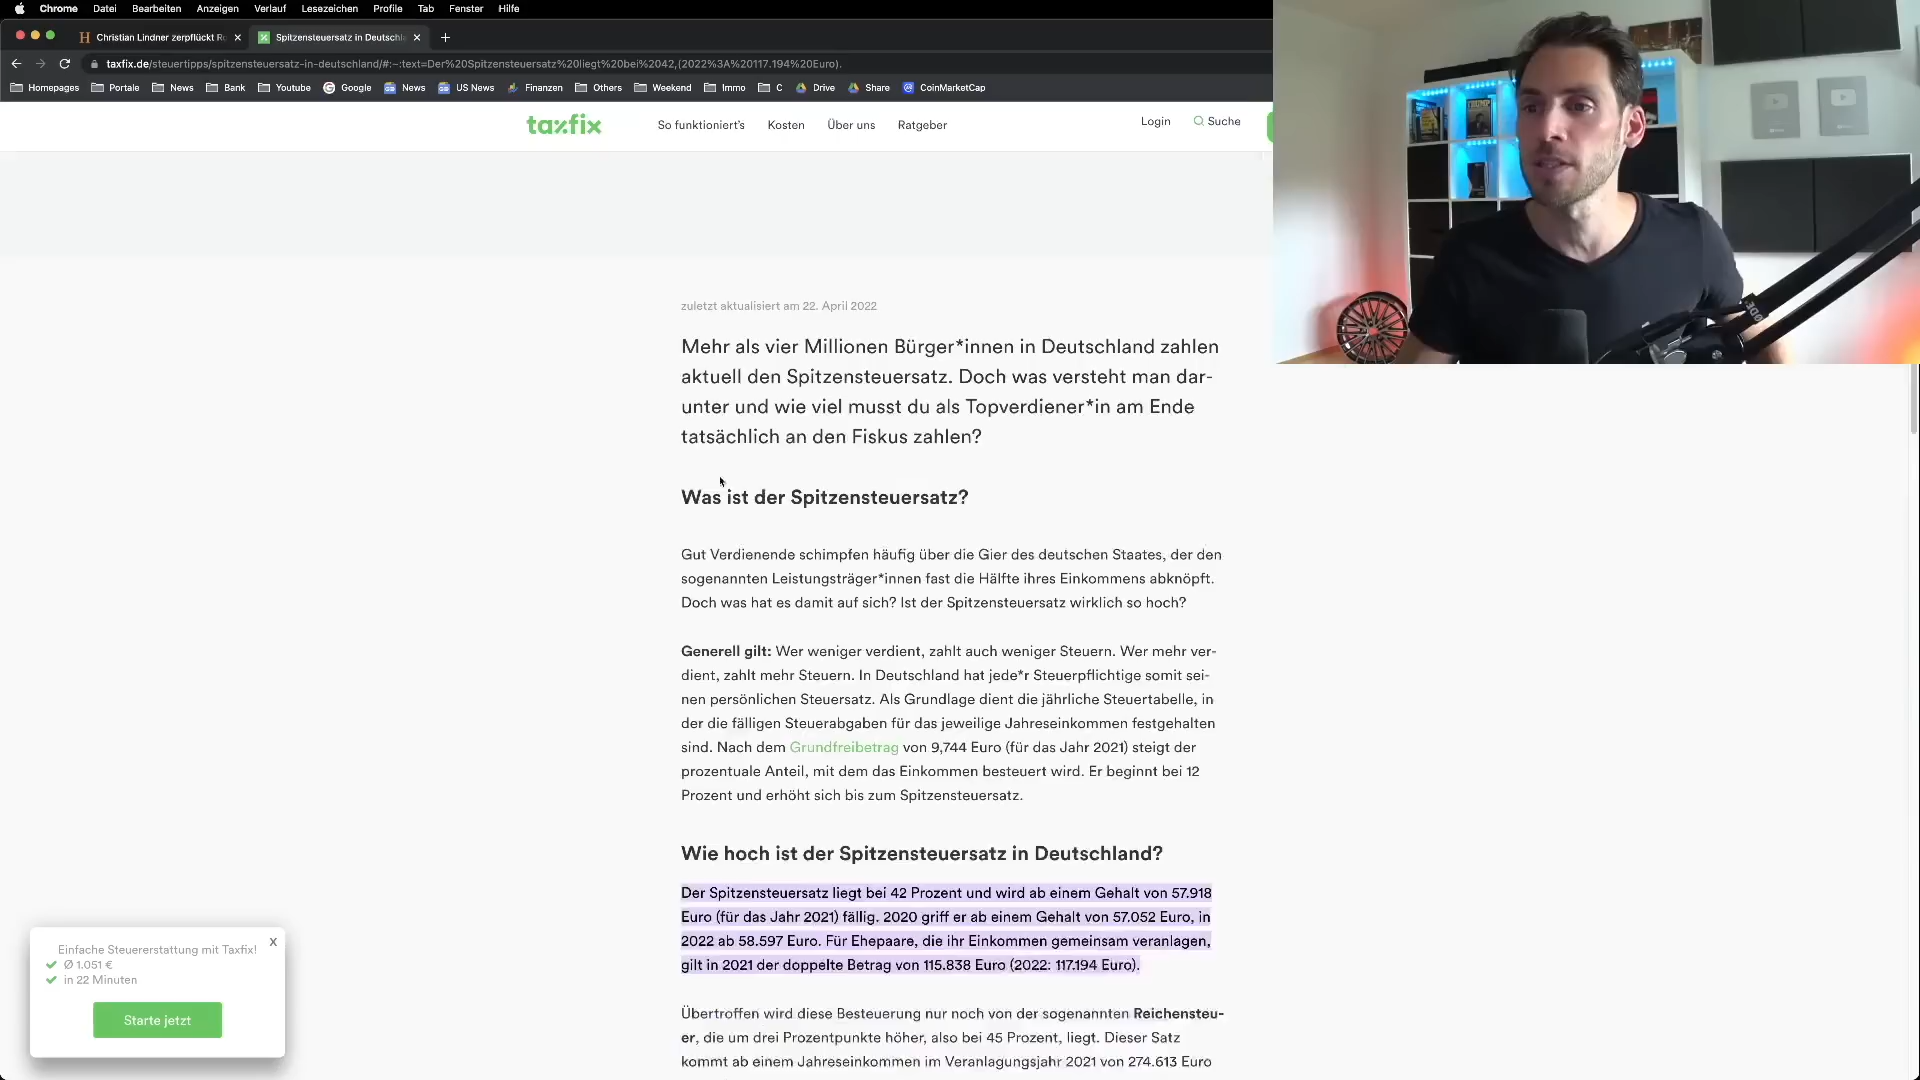 Chrome Datei Bearbeiten Anzeigen Verlauf Lesezeichen Profile Tab Fenster Hilfe
Christian Lindner zerpflückt Ro
Spitzensteuersatz in Deutschl
taxfix.de/steuertipps/spitzensteuersatz-in-deutschland/#:~:text=Der%20Spitzensteuersatz%20liegt%20bei%2042,(2022%3A%20117.194%20Euro).
Homepages Portale News Bank Youtube Google News US News Finanzen Others Weekend Immo C Drive Share CoinMarketCap
taxfix So funktioniert's Kosten Über uns Ratgeber Login Suche
zuletzt aktualisiert am 22. April 2022
Mehr als vier Millionen Bürger*innen in Deutschland zahlen
aktuell den Spitzensteuersatz. Doch was versteht man dar-
unter und wie viel musst du als Topverdiener*in am Ende
tatsächlich an den Fiskus zahlen?
Was ist der Spitzensteuersatz?
Gut Verdienende schimpfen häufig über die Gier des deutschen Staates, der den
sogenannten Leistungsträger*innen fast die Hälfte ihres Einkommens abknöpft.
Doch was hat es damit auf sich? Ist der Spitzensteuersatz wirklich so hoch?
Generell gilt: Wer weniger verdient, zahlt auch weniger Steuern. Wer mehr ver-
dient, zahlt mehr Steuern. In Deutschland hat jede*r Steuerpflichtige somit sei-
nen persönlichen Steuersatz. Als Grundlage dient die jährliche Steuertabelle, in
der die fälligen Steuerabgaben für das jeweilige Jahreseinkommen festgehalten
sind. Nach dem Grundfreibetrag von 9,744 Euro (für das Jahr 2021) steigt der
prozentuale Anteil, mit dem das Einkommen besteuert wird. Er beginnt bei 12
Prozent und erhöht sich bis zum Spitzensteuersatz.
Wie hoch ist der Spitzensteuersatz in Deutschland?
Der Spitzensteuersatz liegt bei 42 Prozent und wird ab einem Gehalt von 57.918
Euro (für das Jahr 2021) fällig. 2020 griff er ab einem Gehalt von 57.052 Euro, in
2022 ab 58.597 Euro. Für Ehepaare, die ihr Einkommen gemeinsam veranlagen,
gilt in 2021 der doppelte Betrag von 115.838 Euro (2022: 117.194 Euro).
Übertroffen wird diese Besteuerung nur noch von der sogenannten Reichensteu-
er, die um drei Prozentpunkte höher, also bei 45 Prozent, liegt. Dieser Satz
kommt ab einem Jahreseinkommen im Veranlagungsjahr 2021 von 274.613 Euro
x
Einfache Steuererstattung mit Taxfix!
Ø 1.051 €
in 22 Minuten
Starte jetzt
RØDE